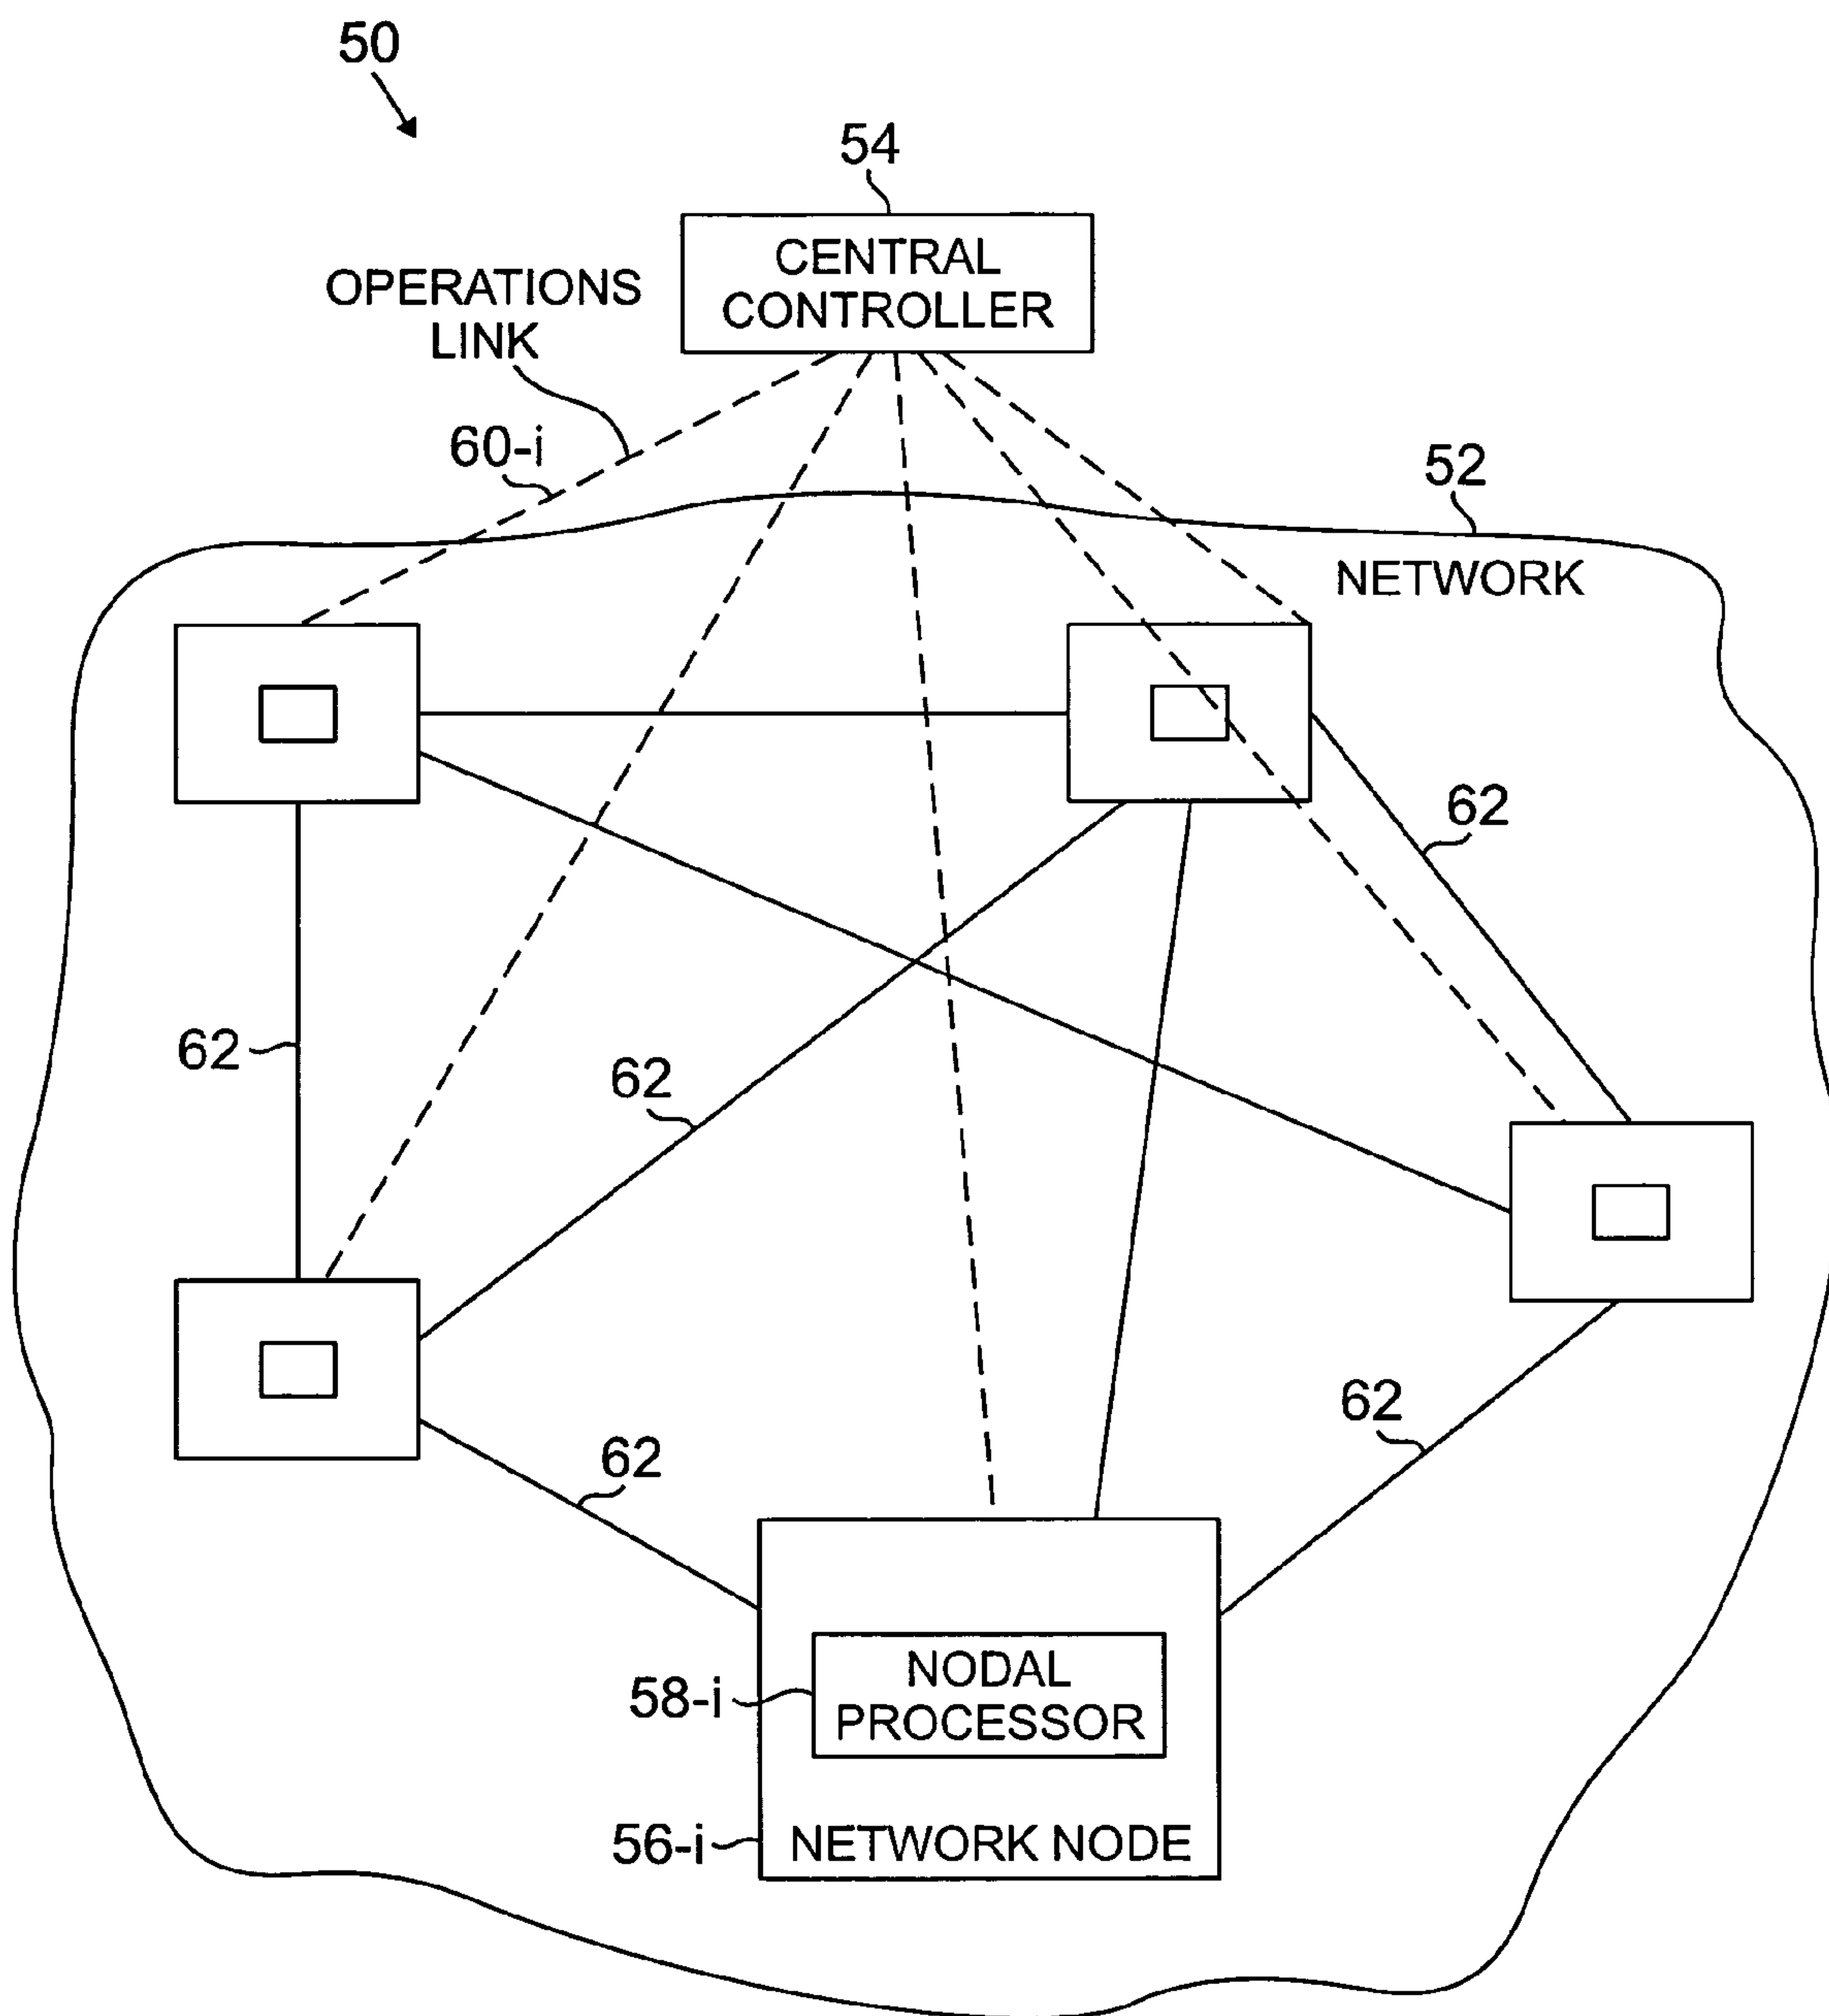 50
54
CENTRAL
CONTROLLER
OPERATIONS
LINK
60-i
52
NETWORK
62
62
62
62
62
58-i
NODAL
PROCESSOR
56-i
NETWORK NODE